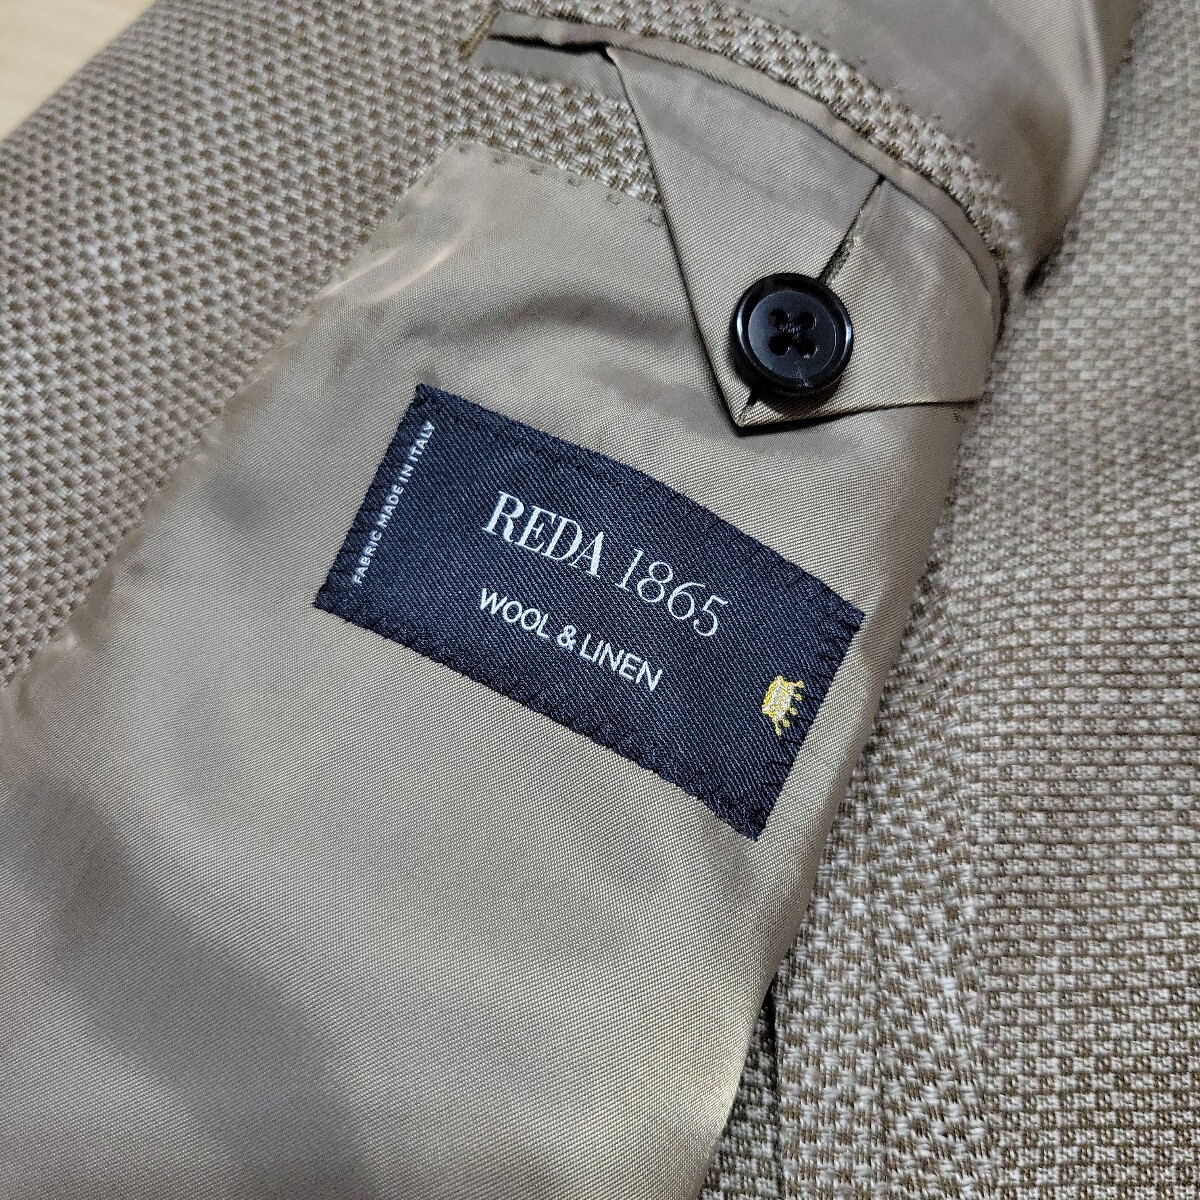 REDA 1865
WOOL & LINEN
FABRIC MADE IN ITALY